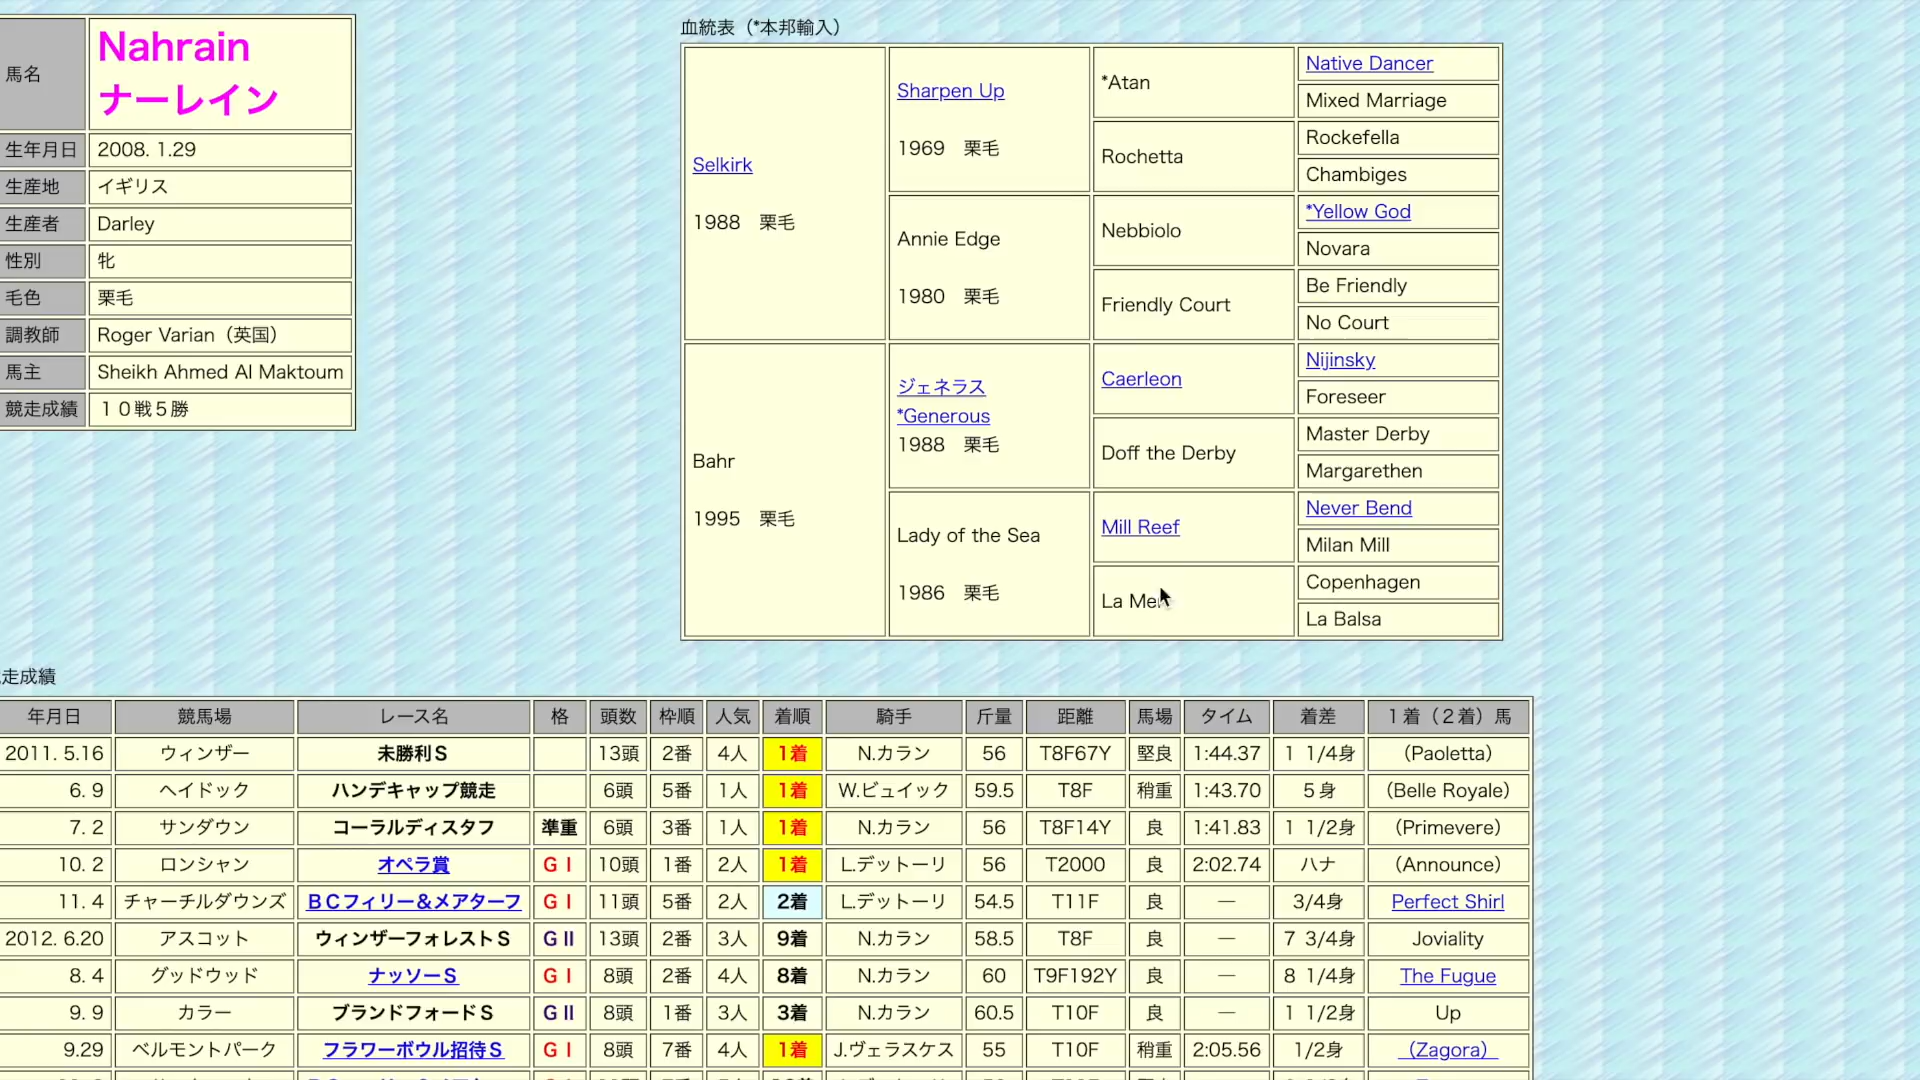 馬名
Nahrain
ナーレイン
生年月日 2008. 1.29
生産地 イギリス
生産者 Darley
性別 牝
毛色 栗毛
調教師 Roger Varian（英国）
馬主 Sheikh Ahmed Al Maktoum
競走成績 １０戦５勝
血統表（*本邦輸入）
Selkirk
1988 栗毛
Sharpen Up
1969 栗毛
*Atan
Native Dancer
Mixed Marriage
Rochetta
Rockefella
Chambiges
Annie Edge
1980 栗毛
Nebbiolo
*Yellow God
Novara
Friendly Court
Be Friendly
No Court
Bahr
1995 栗毛
ジェネラス
*Generous
1988 栗毛
Caerleon
Nijinsky
Foreseer
Doff the Derby
Master Derby
Margarethen
Lady of the Sea
1986 栗毛
Mill Reef
Never Bend
Milan Mill
La Mer
Copenhagen
La Balsa
走成績
年月日 競馬場 レース名 格 頭数 枠順 人気 着順 騎手 斤量 距離 馬場 タイム 着差 １着（２着）馬
2011. 5.16 ウィンザー 未勝利Ｓ 13頭 2番 4人 1着 N.カラン 56 T8F67Y 堅良 1:44.37 1 1/4身 （Paoletta）
6. 9 ヘイドック ハンデキャップ競走 6頭 5番 1人 1着 W.ビュイック 59.5 T8F 稍重 1:43.70 ５身 （Belle Royale）
7. 2 サンダウン コーラルディスタフ 準重 6頭 3番 1人 1着 N.カラン 56 T8F14Y 良 1:41.83 1 1/2身 （Primevere）
10. 2 ロンシャン オペラ賞 ＧⅠ 10頭 1番 2人 1着 L.デットーリ 56 T2000 良 2:02.74 ハナ （Announce）
11. 4 チャーチルダウンズ ＢＣフィリー＆メアターフ ＧⅠ 11頭 5番 2人 2着 L.デットーリ 54.5 T11F 良 — 3/4身 Perfect Shirl
2012. 6.20 アスコット ウィンザーフォレストＳ ＧⅡ 13頭 2番 3人 9着 N.カラン 58.5 T8F 良 — 7 3/4身 Joviality
8. 4 グッドウッド ナッソーＳ ＧⅠ 8頭 2番 4人 8着 N.カラン 60 T9F192Y 良 — 8 1/4身 The Fugue
9. 9 カラー ブランドフォードＳ ＧⅡ 8頭 1番 3人 3着 N.カラン 60.5 T10F 良 — 1 1/2身 Up
9.29 ベルモントパーク フラワーボウル招待Ｓ ＧⅠ 8頭 7番 4人 1着 J.ヴェラスケス 55 T10F 稍重 2:05.56 1/2身 （Zagora）